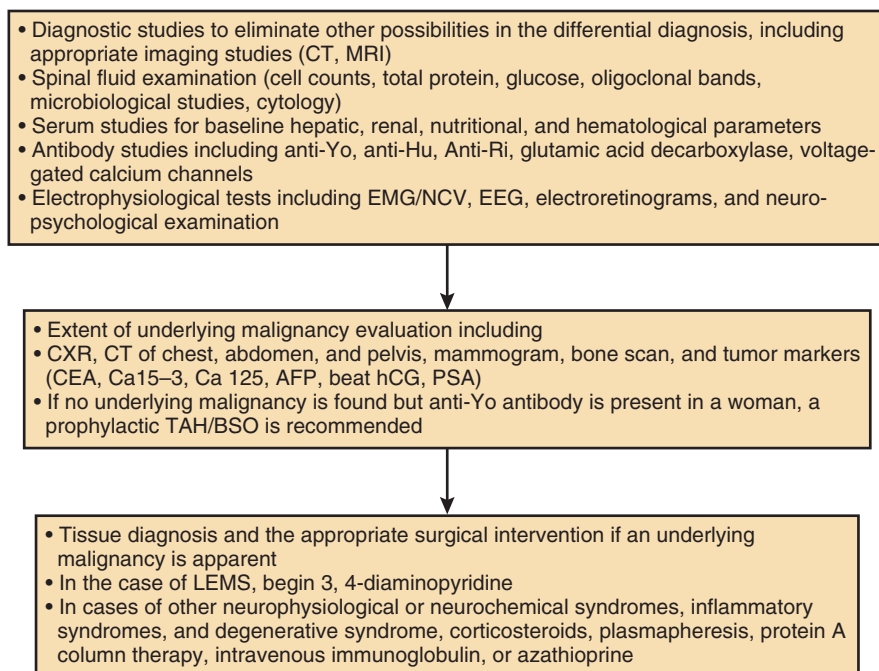 • Diagnostic studies to eliminate other possibilities in the differential diagnosis, including
appropriate imaging studies (CT, MRI)
• Spinal fluid examination (cell counts, total protein, glucose, oligoclonal bands,
microbiological studies, cytology)
• Serum studies for baseline hepatic, renal, nutritional, and hematological parameters
• Antibody studies including anti-Yo, anti-Hu, Anti-Ri, glutamic acid decarboxylase, voltage-
gated calcium channels
• Electrophysiological tests including EMG/NCV, EEG, electroretinograms, and neuro-
psychological examination
• Extent of underlying malignancy evaluation including
• CXR, CT of chest, abdomen, and pelvis, mammogram, bone scan, and tumor markers
(CEA, Ca15–3, Ca 125, AFP, beat hCG, PSA)
• If no underlying malignancy is found but anti-Yo antibody is present in a woman, a
prophylactic TAH/BSO is recommended
• Tissue diagnosis and the appropriate surgical intervention if an underlying
malignancy is apparent
• In the case of LEMS, begin 3, 4-diaminopyridine
• In cases of other neurophysiological or neurochemical syndromes, inflammatory
syndromes, and degenerative syndrome, corticosteroids, plasmapheresis, protein A
column therapy, intravenous immunoglobulin, or azathioprine